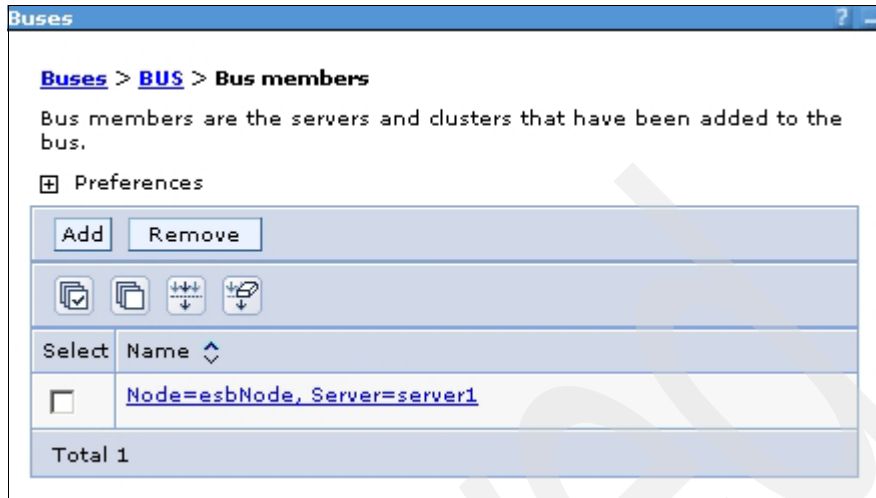 Buses ? _
Buses > BUS > Bus members
Bus members are the servers and clusters that have been added to the
bus.
Preferences
Add Remove
Select Name
Node=esbNode, Server=server1
Total 1